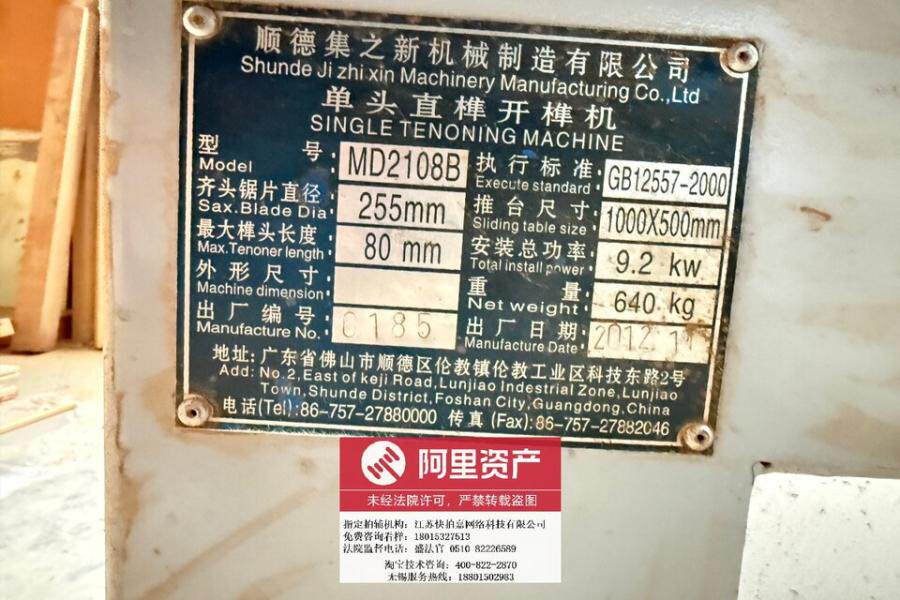 顺德集之新机械制造有限公司
Shunde Ji zhi xin Machinery Manufacturing Co.,Ltd
单头直榫开榫机
SINGLE TENONING MACHINE
型 号: MD2108B 执行标准: GB12557-2000
Model Execute standard
齐头锯片直径: 255mm 推台尺寸: 1000X500mm
Sax.Blade Dia Sliding table size
最大榫头长度: 80 mm 安装总功率: 9.2 kw
Max.Tenoner length Total install power
外形尺寸: 重 量: 640 kg
Machine dimension Net weight
出厂编号: 0185 出厂日期: 2012.11
Manufacture No. Manufacture Date
地址: 广东省佛山市顺德区伦教镇伦教工业区科技东路2号
Add: No.2,East of keji Road,Lunjiao Indestrial Zone,Lunjiao
Town,Shunde District,Foshan City,Guangdong.China
电话(Tel):86-757-27880000 传真(Fax):86-757-27882046
阿里资产
未经法院许可，严禁转载盗图
指定拍辅机构：江苏快拍嘉网络科技有限公司
免费咨询看样：18015327513
法院监督电话：盛法官 0510 82226589
淘宝技术咨询：400-822-2870
无锡服务热线：18801502983